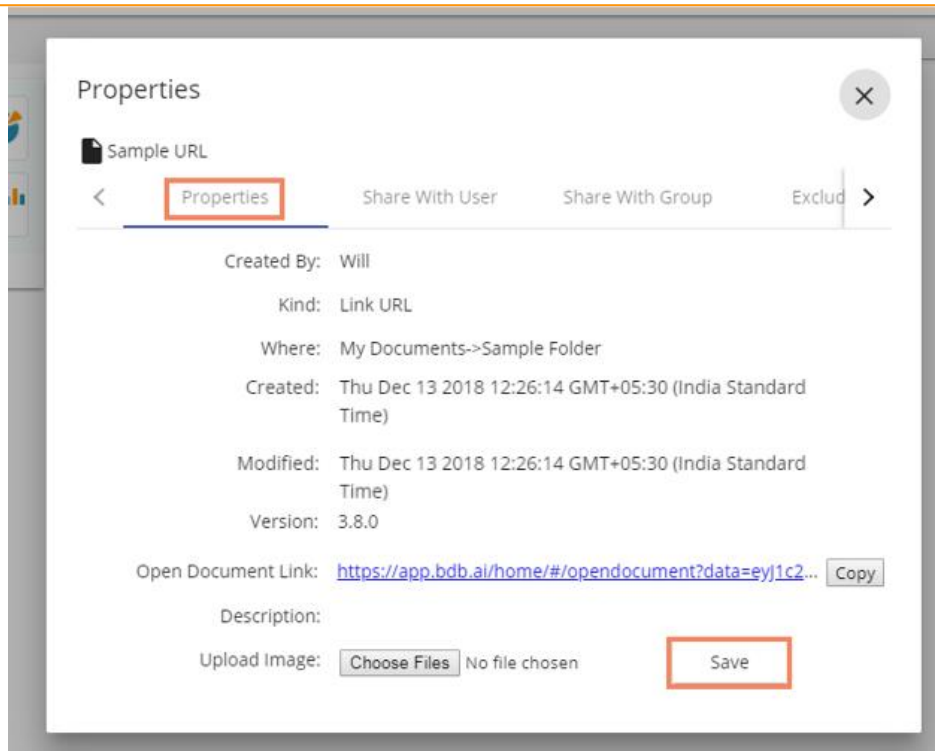 Properties
Sample URL
Properties Share With User Share With Group Exclud
Created By: Will
Kind: Link URL
Where: My Documents->Sample Folder
Created: Thu Dec 13 2018 12:26:14 GMT+05:30 (India Standard
Time)
Modified: Thu Dec 13 2018 12:26:14 GMT+05:30 (India Standard
Time)
Version: 3.8.0
Open Document Link: https://app.bdb.ai/home/#/opendocument?data=eyJ1c2... Copy
Description:
Upload Image: Choose Files No file chosen Save